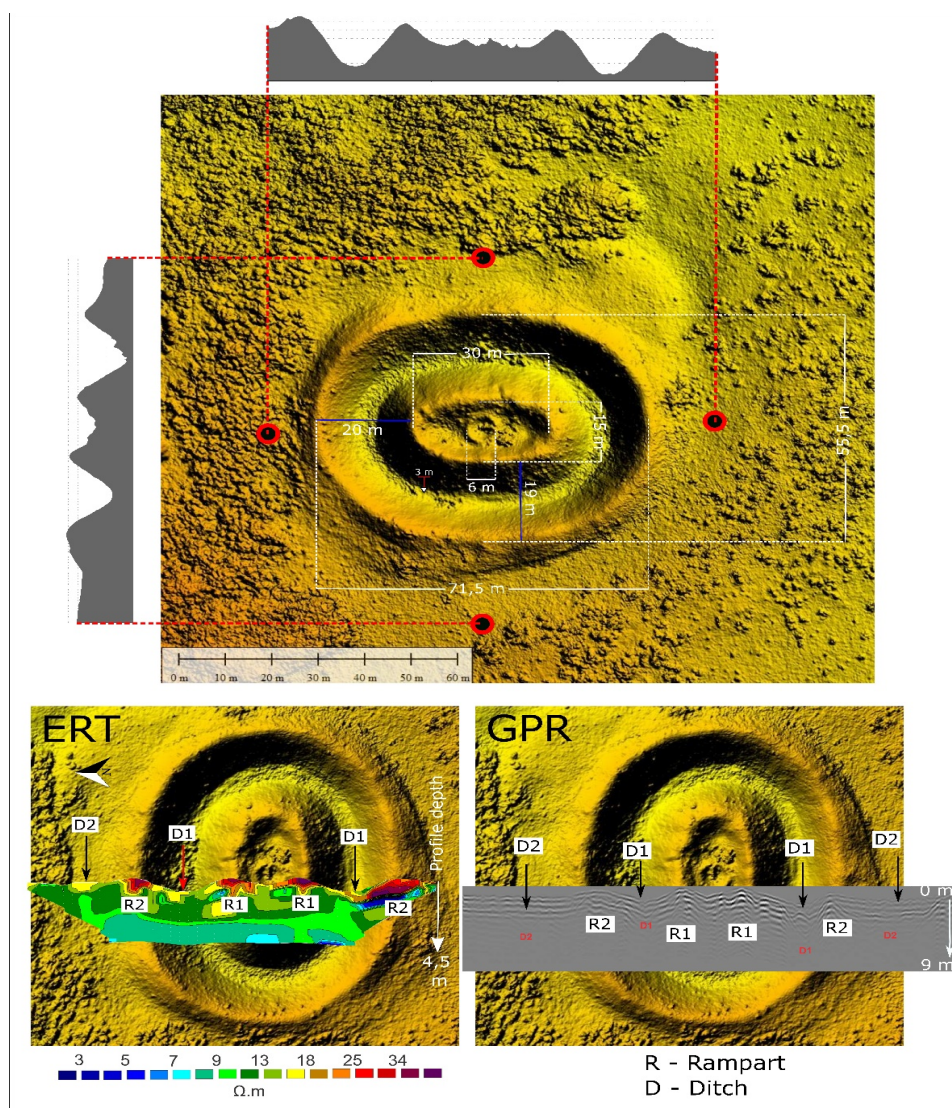 30 m
20 m
15 m
55,5 m
3 m
6 m
19 m
71,5 m
0 m 10 m 20 m 30 m 40 m 50 m 60 m
ERT
D2
D1
D1
R2
R1
R1
R2
Profile depth
4,5 m
3 5 7 9 13 18 25 34
Ω.m
GPR
D2
D1
D1
D2
0 m
R2
R1
R1
R2
D2
D1
D1
D2
9 m
R - Rampart
D - Ditch